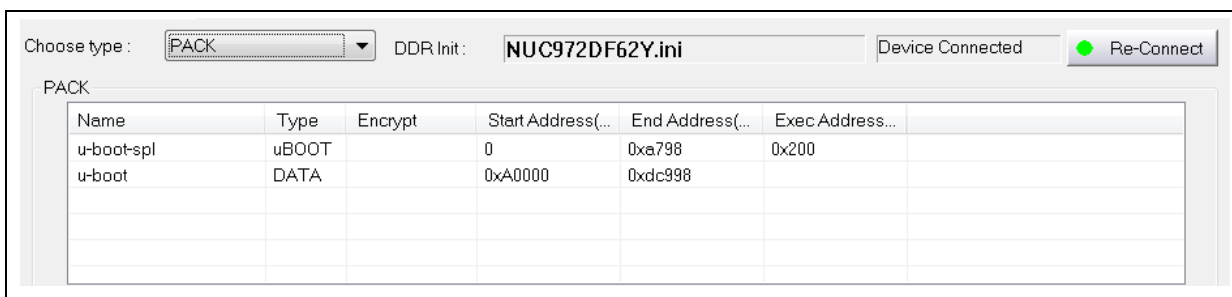 Choose type : PACK DDR Init : NUC972DF62Y.ini Device Connected Re-Connect
PACK
Name Type Encrypt Start Address(... End Address(... Exec Address...
u-boot-spl uBOOT 0 0xa798 0x200
u-boot DATA 0xA0000 0xdc998